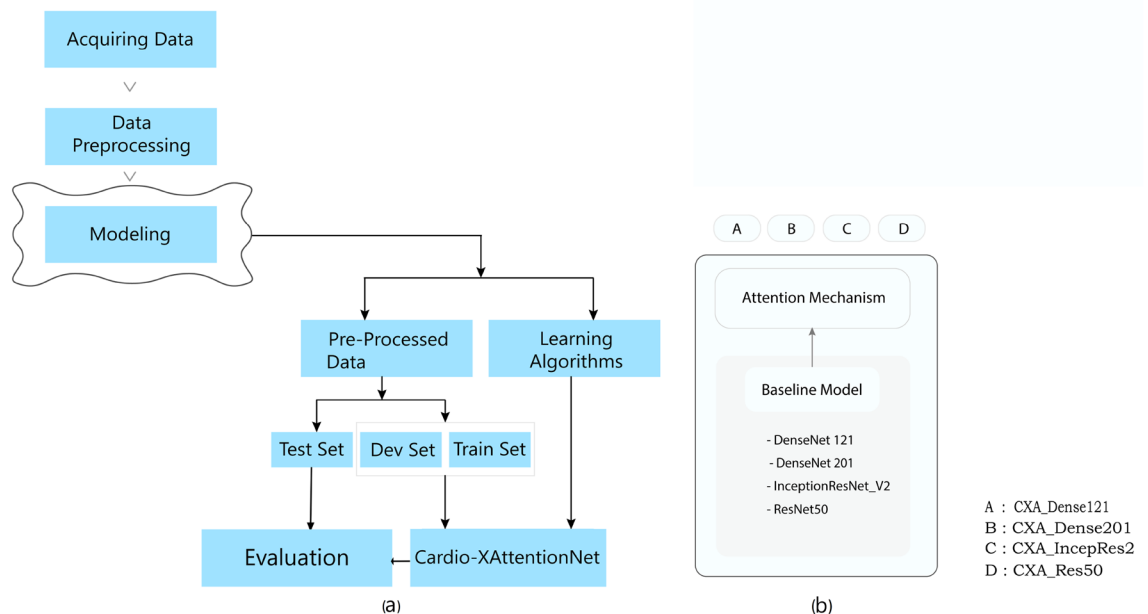 Acquiring Data
Data
Preprocessing
Modeling
Pre-Processed
Data
Learning
Algorithms
Test Set
Dev Set
Train Set
Evaluation
Cardio-XAttentionNet
(a)
A
B
C
D
Attention Mechanism
Baseline Model
- DenseNet 121
- DenseNet 201
- InceptionResNet_V2
- ResNet50
(b)
A : CXA_Dense121
B : CXA_Dense201
C : CXA_IncepRes2
D : CXA_Res50